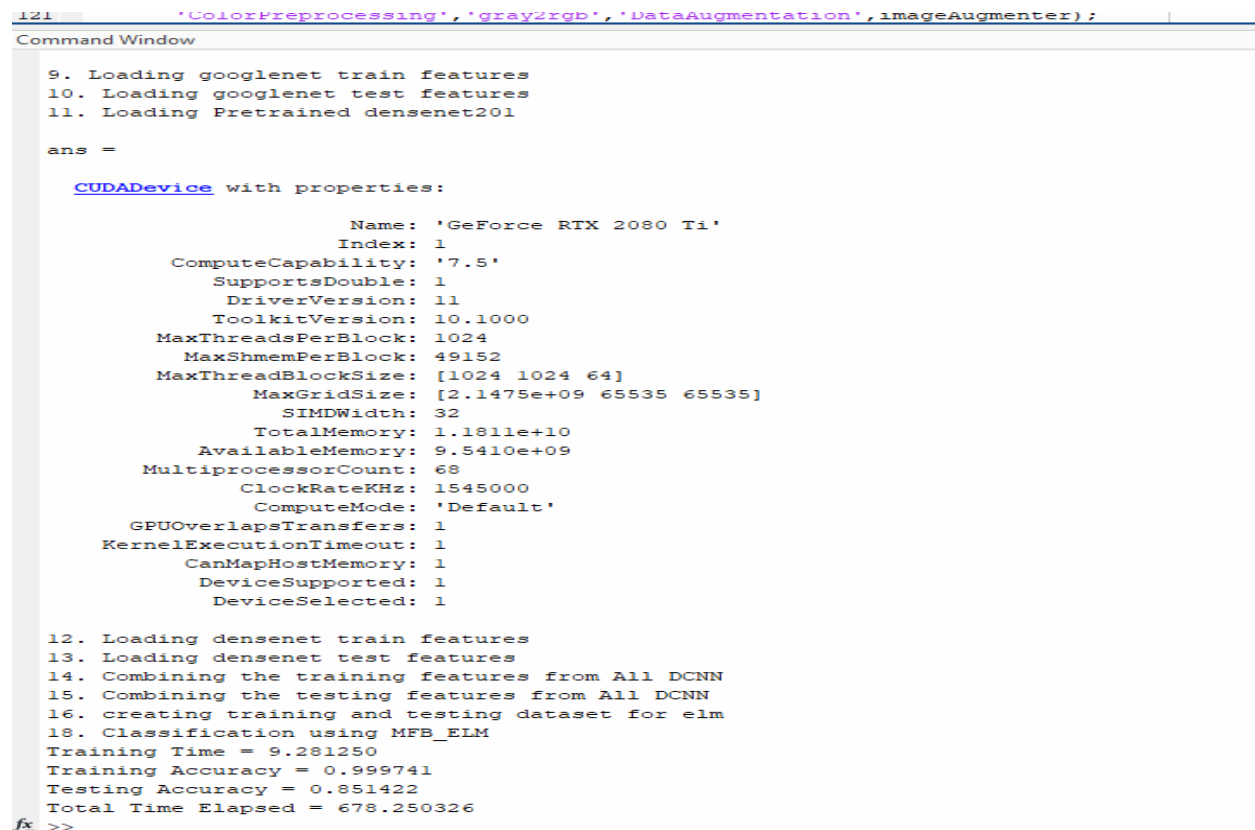 121 'ColorPreprocessing','gray2rgb','DataAugmentation',imageAugmenter);
Command Window
9. Loading googlenet train features
10. Loading googlenet test features
11. Loading Pretrained densenet201
ans =
CUDADevice with properties:
Name: 'GeForce RTX 2080 Ti'
Index: 1
ComputeCapability: '7.5'
SupportsDouble: 1
DriverVersion: 11
ToolkitVersion: 10.1000
MaxThreadsPerBlock: 1024
MaxShmemPerBlock: 49152
MaxThreadBlockSize: [1024 1024 64]
MaxGridSize: [2.1475e+09 65535 65535]
SIMDWidth: 32
TotalMemory: 1.1811e+10
AvailableMemory: 9.5410e+09
MultiprocessorCount: 68
ClockRateKHz: 1545000
ComputeMode: 'Default'
GPUOverlapsTransfers: 1
KernelExecutionTimeout: 1
CanMapHostMemory: 1
DeviceSupported: 1
DeviceSelected: 1
12. Loading densenet train features
13. Loading densenet test features
14. Combining the training features from All DCNN
15. Combining the testing features from All DCNN
16. creating training and testing dataset for elm
18. Classification using MFB_ELM
Training Time = 9.281250
Training Accuracy = 0.999741
Testing Accuracy = 0.851422
Total Time Elapsed = 678.250326
fx >>